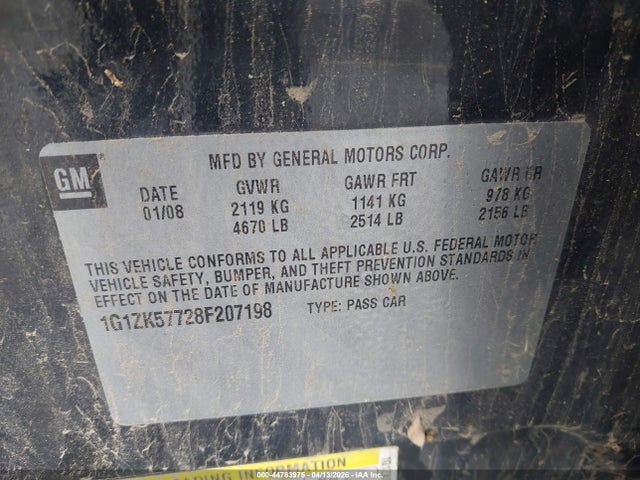 GM
MFD BY GENERAL MOTORS CORP.
DATE GVWR GAWR FRT GAWR RR
01/08 2119 KG 1141 KG 978 KG
4670 LB 2514 LB 2156 LB
THIS VEHICLE CONFORMS TO ALL APPLICABLE U.S. FEDERAL MOTOR
VEHICLE SAFETY, BUMPER, AND THEFT PREVENTION STANDARDS IN
EFFECT ON THE DATE OF MANUFACTURE SHOWN ABOVE.
1G1ZK57728F207198 TYPE: PASS CAR
LOADING INFORMATION
000-44783975 - 04/13/2026 - IAA Inc.